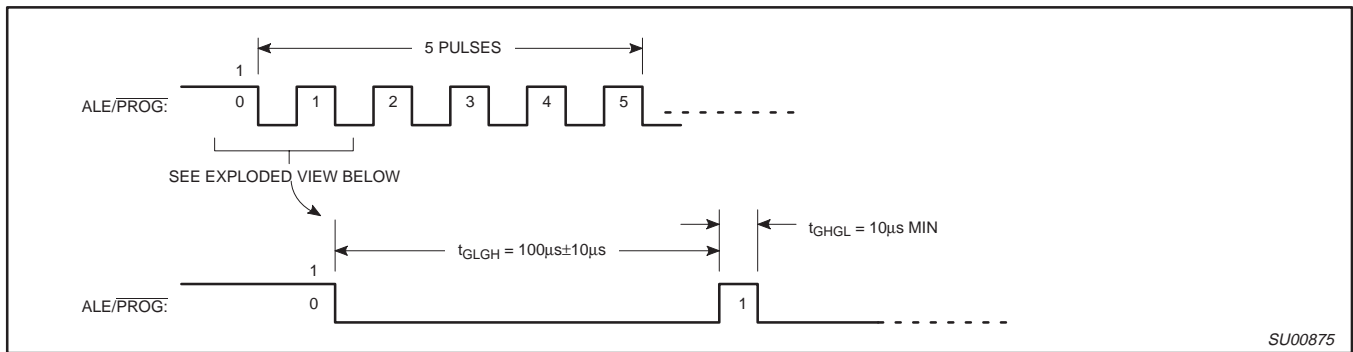 5 PULSES
1
ALE/PROG: 0 1 2 3 4 5
SEE EXPLODED VIEW BELOW
tGHGL = 10µs MIN
tGLGH = 100µs±10µs
1
ALE/PROG: 0 1
SU00875